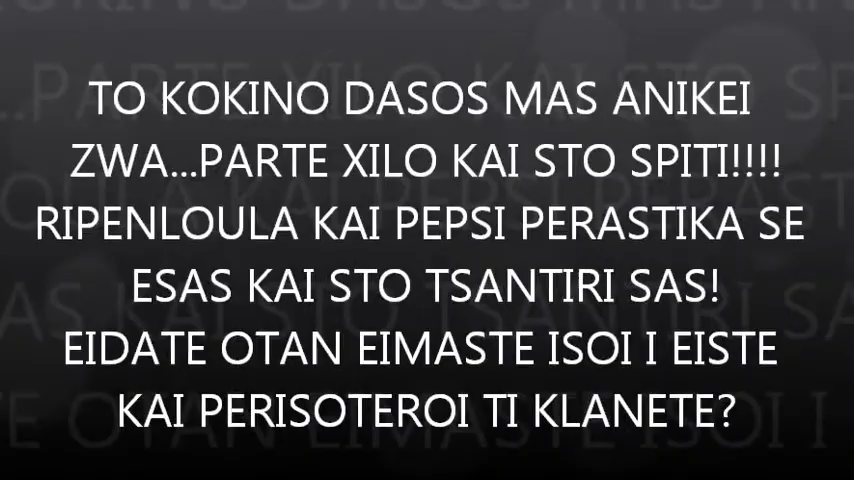 TO KOKINO DASOS MAS ANIKEI
ZWA...PARTE XILO KAI STO SPITI!!!!
RIPENLOULA KAI PEPSI PERASTIKA SE
ESAS KAI STO TSANTIRI SAS!
EIDATE OTAN EIMASTE ISOI I EISTE
KAI PERISOTEROI TI KLANETE?